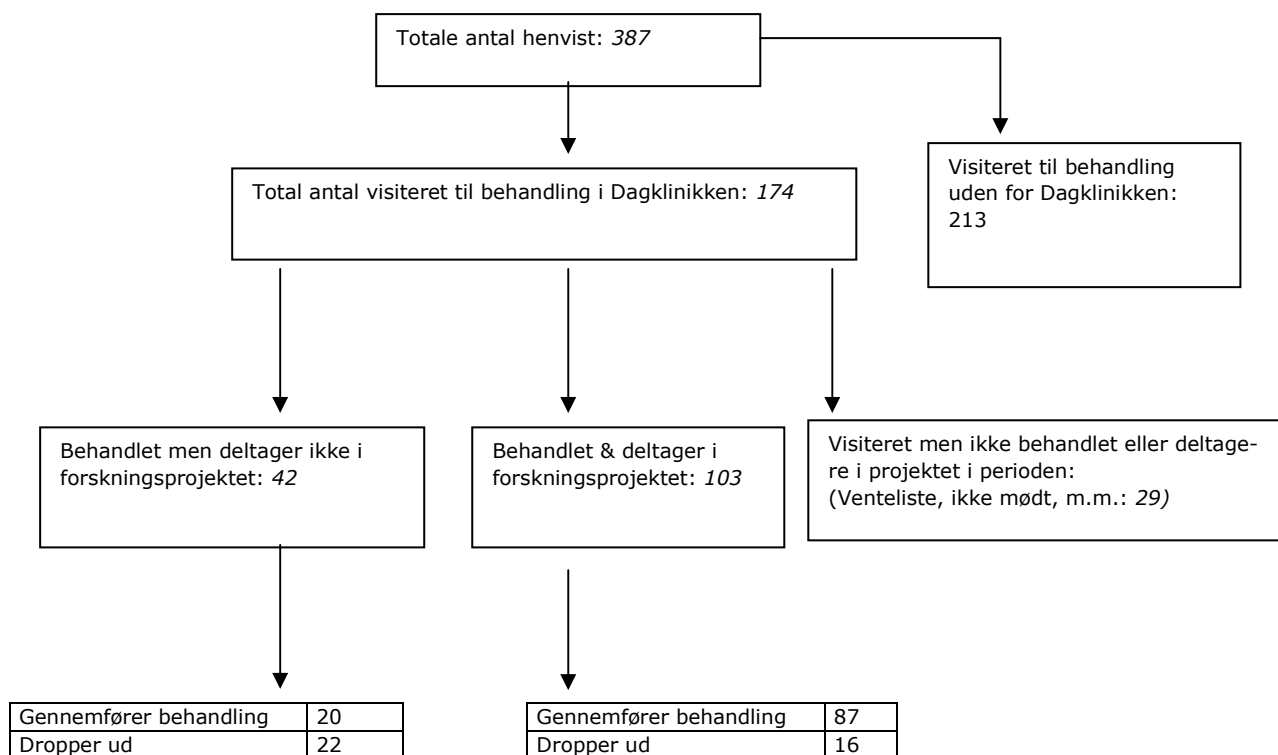 Totale antal henvist: 387
Visiteret til behandling
uden for Dagklinikken:
213
Total antal visiteret til behandling i Dagklinikken: 174
Behandlet men deltager ikke i
forskningsprojektet: 42
Behandlet & deltager i
forskningsprojektet: 103
Visiteret men ikke behandlet eller deltage-
re i projektet i perioden:
(Venteliste, ikke mødt, m.m.: 29)
Gennemfører behandling 20
Dropper ud 22
Gennemfører behandling 87
Dropper ud 16